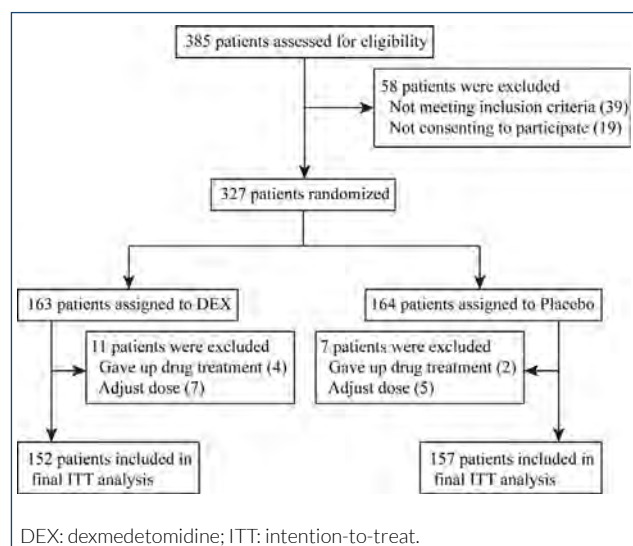 385 patients assessed for eligibility
58 patients were excluded
Not meeting inclusion criteria (39)
Not consenting to participate (19)
327 patients randomized
163 patients assigned to DEX
164 patients assigned to Placebo
11 patients were excluded
Gave up drug treatment (4)
Adjust dose (7)
7 patients were excluded
Gave up drug treatment (2)
Adjust dose (5)
152 patients included in
final ITT analysis
157 patients included in
final ITT analysis
DEX: dexmedetomidine; ITT: intention-to-treat.